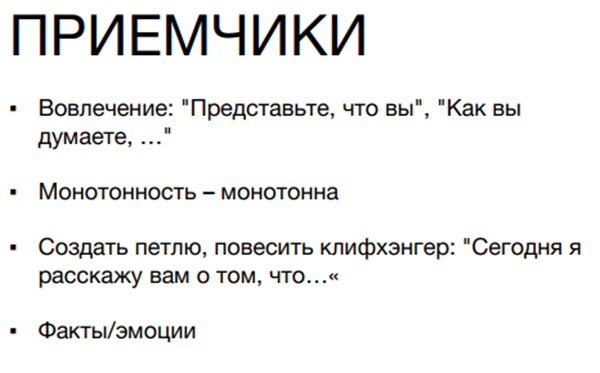 ПРИЕМЧИКИ
▪ Вовлечение: "Представьте, что вы", "Как вы
думаете, …"
▪ Монотонность – монотонна
▪ Создать петлю, повесить клифхэнгер: "Сегодня я
расскажу вам о том, что…«
▪ Факты/эмоции